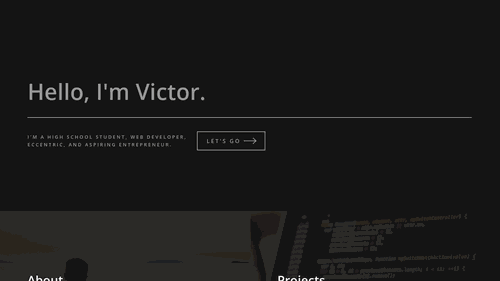 Hello, I'm Victor.
I'M A HIGH SCHOOL STUDENT, WEB DEVELOPER,
ECCENTRIC, AND ASPIRING ENTREPRENEUR.
LET'S GO
About
Projects